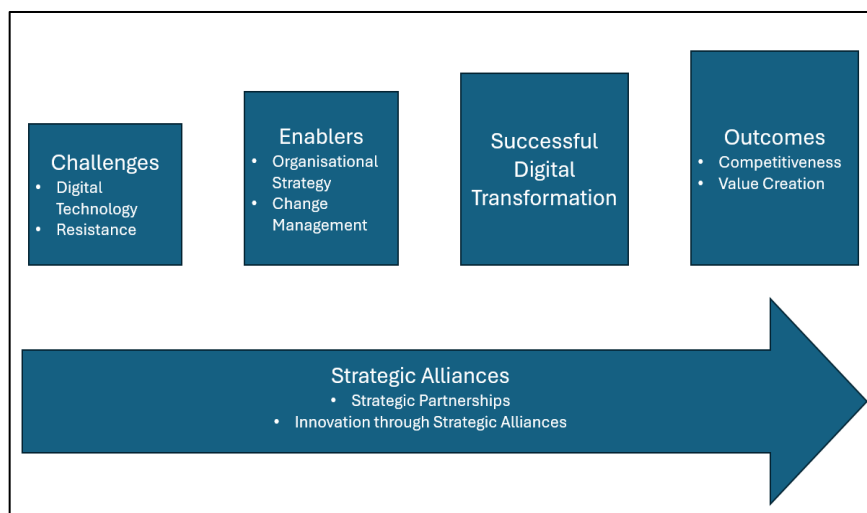 Challenges
• Digital
Technology
• Resistance
Enablers
• Organisational
Strategy
• Change
Management
Successful
Digital
Transformation
Outcomes
• Competitiveness
• Value Creation
Strategic Alliances
• Strategic Partnerships
• Innovation through Strategic Alliances